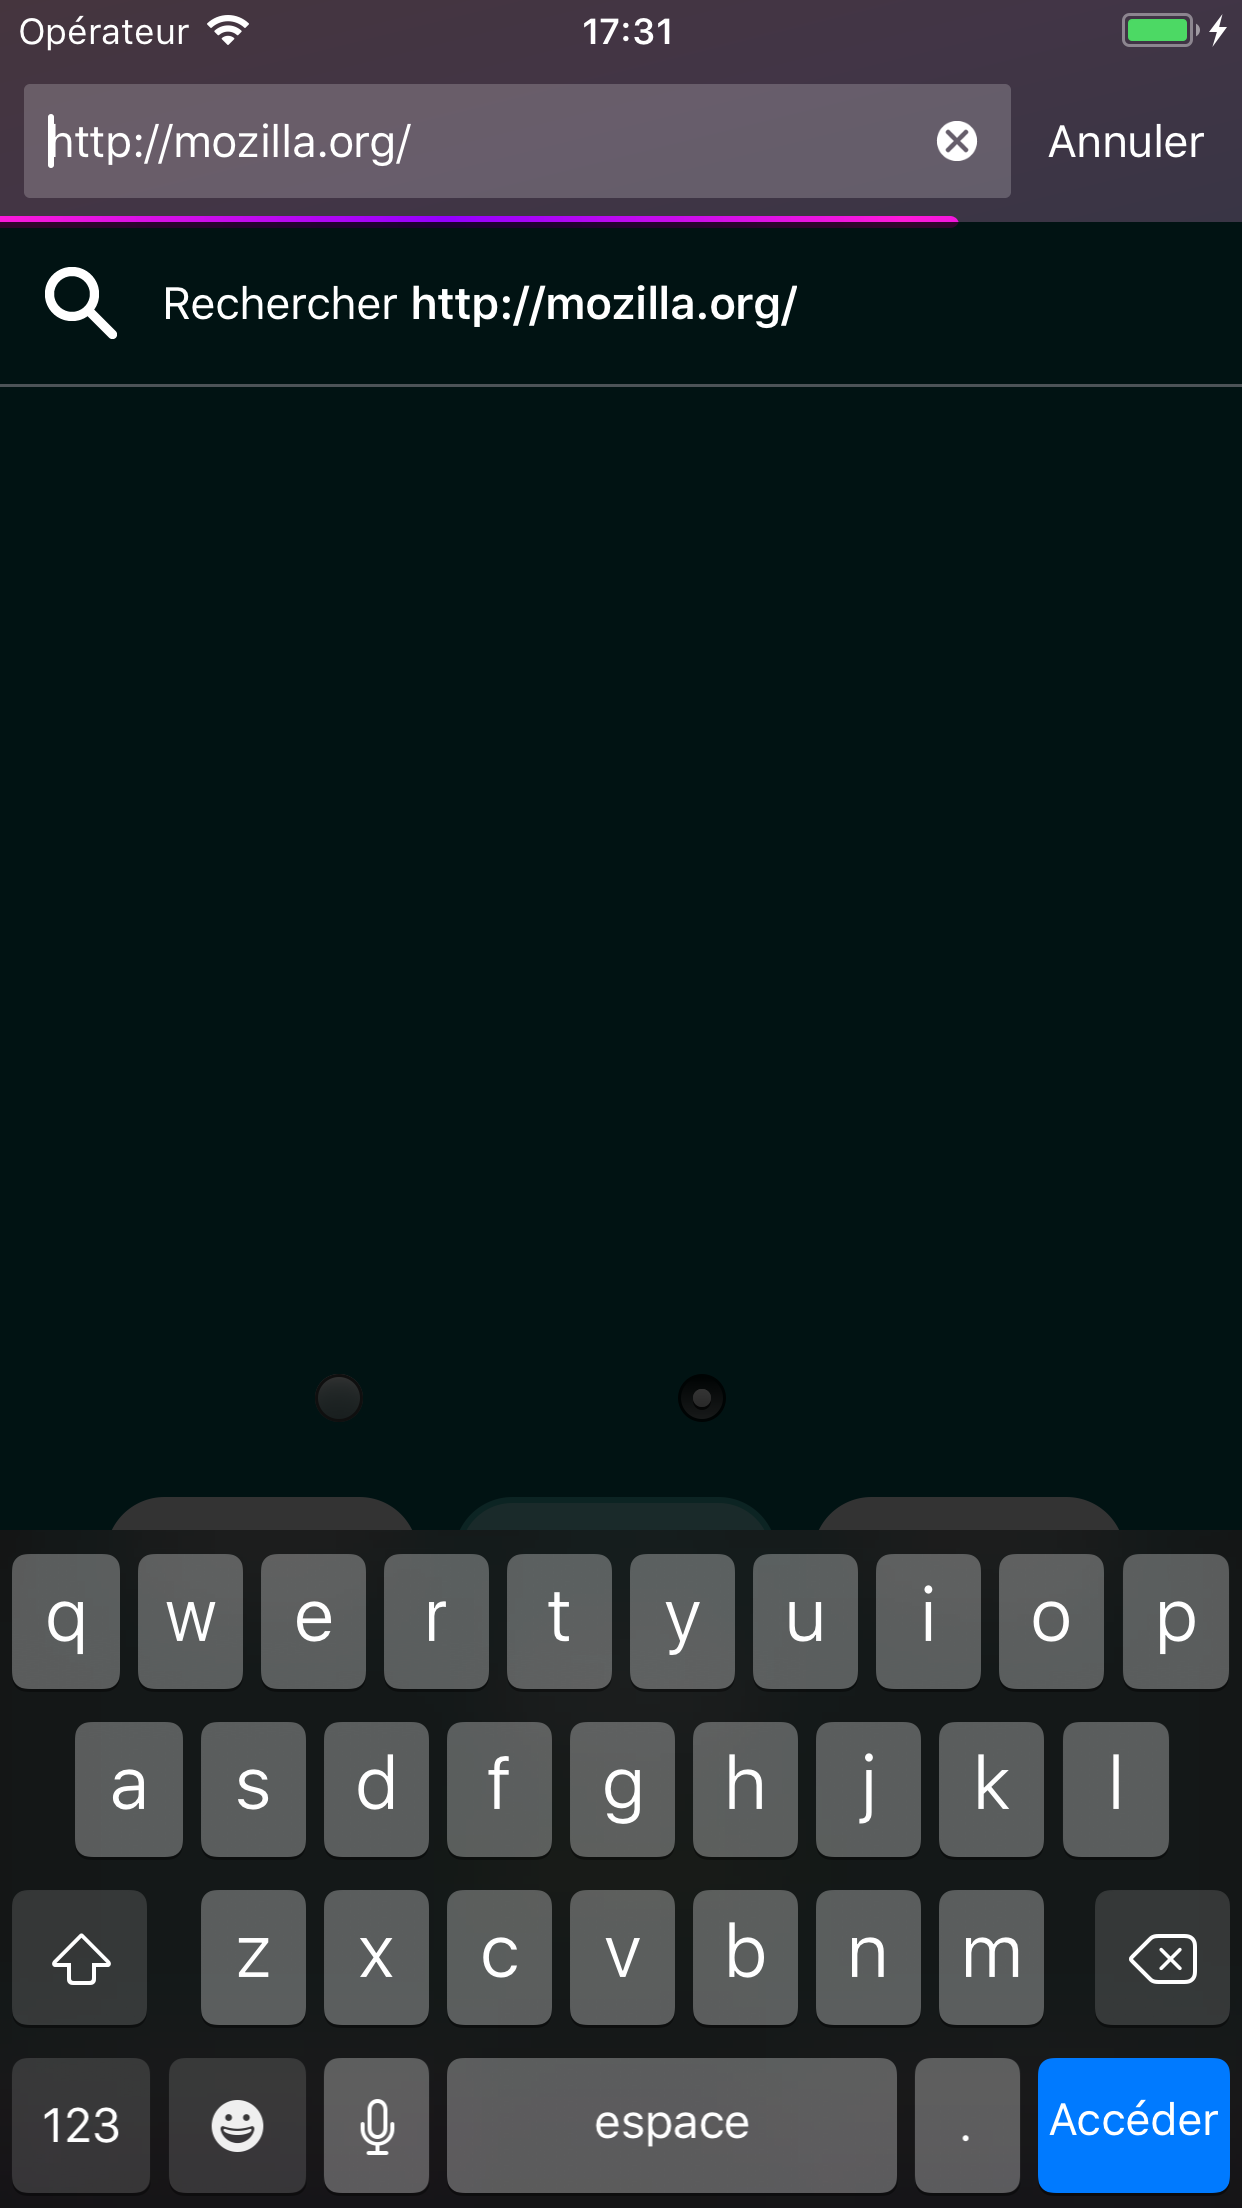 Opérateur 17:31
http://mozilla.org/ Annuler
Rechercher http://mozilla.org/
q w e r t y u i o p
a s d f g h j k l
z x c v b n m
123 espace . Accéder